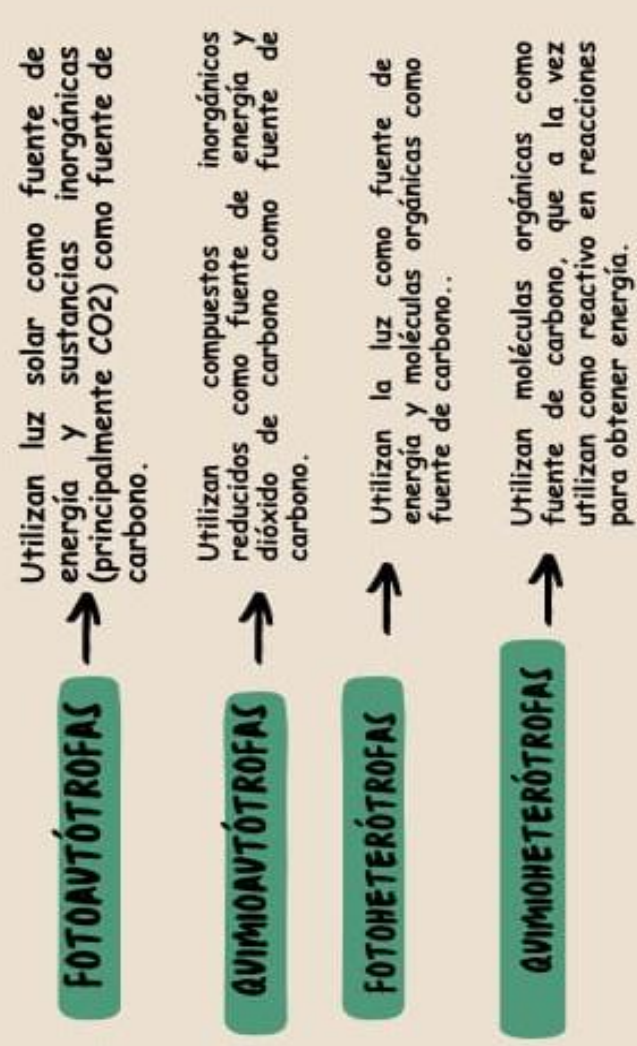 FOTOAUTÓTROFAS
Utilizan luz solar como fuente de
energía y sustancias inorgánicas
(principalmente CO2) como fuente de
carbono.
QUIMIOAUTÓTROFAS
Utilizan compuestos inorgánicos
reducidos como fuente de energía y
dióxido de carbono como fuente de
carbono.
FOTOHETERÓTROFAS
Utilizan la luz como fuente de
energía y moléculas orgánicas como
fuente de carbono..
QUIMIOHETERÓTROFAS
Utilizan moléculas orgánicas como
fuente de carbono, que a la vez
utilizan como reactivo en reacciones
para obtener energía.